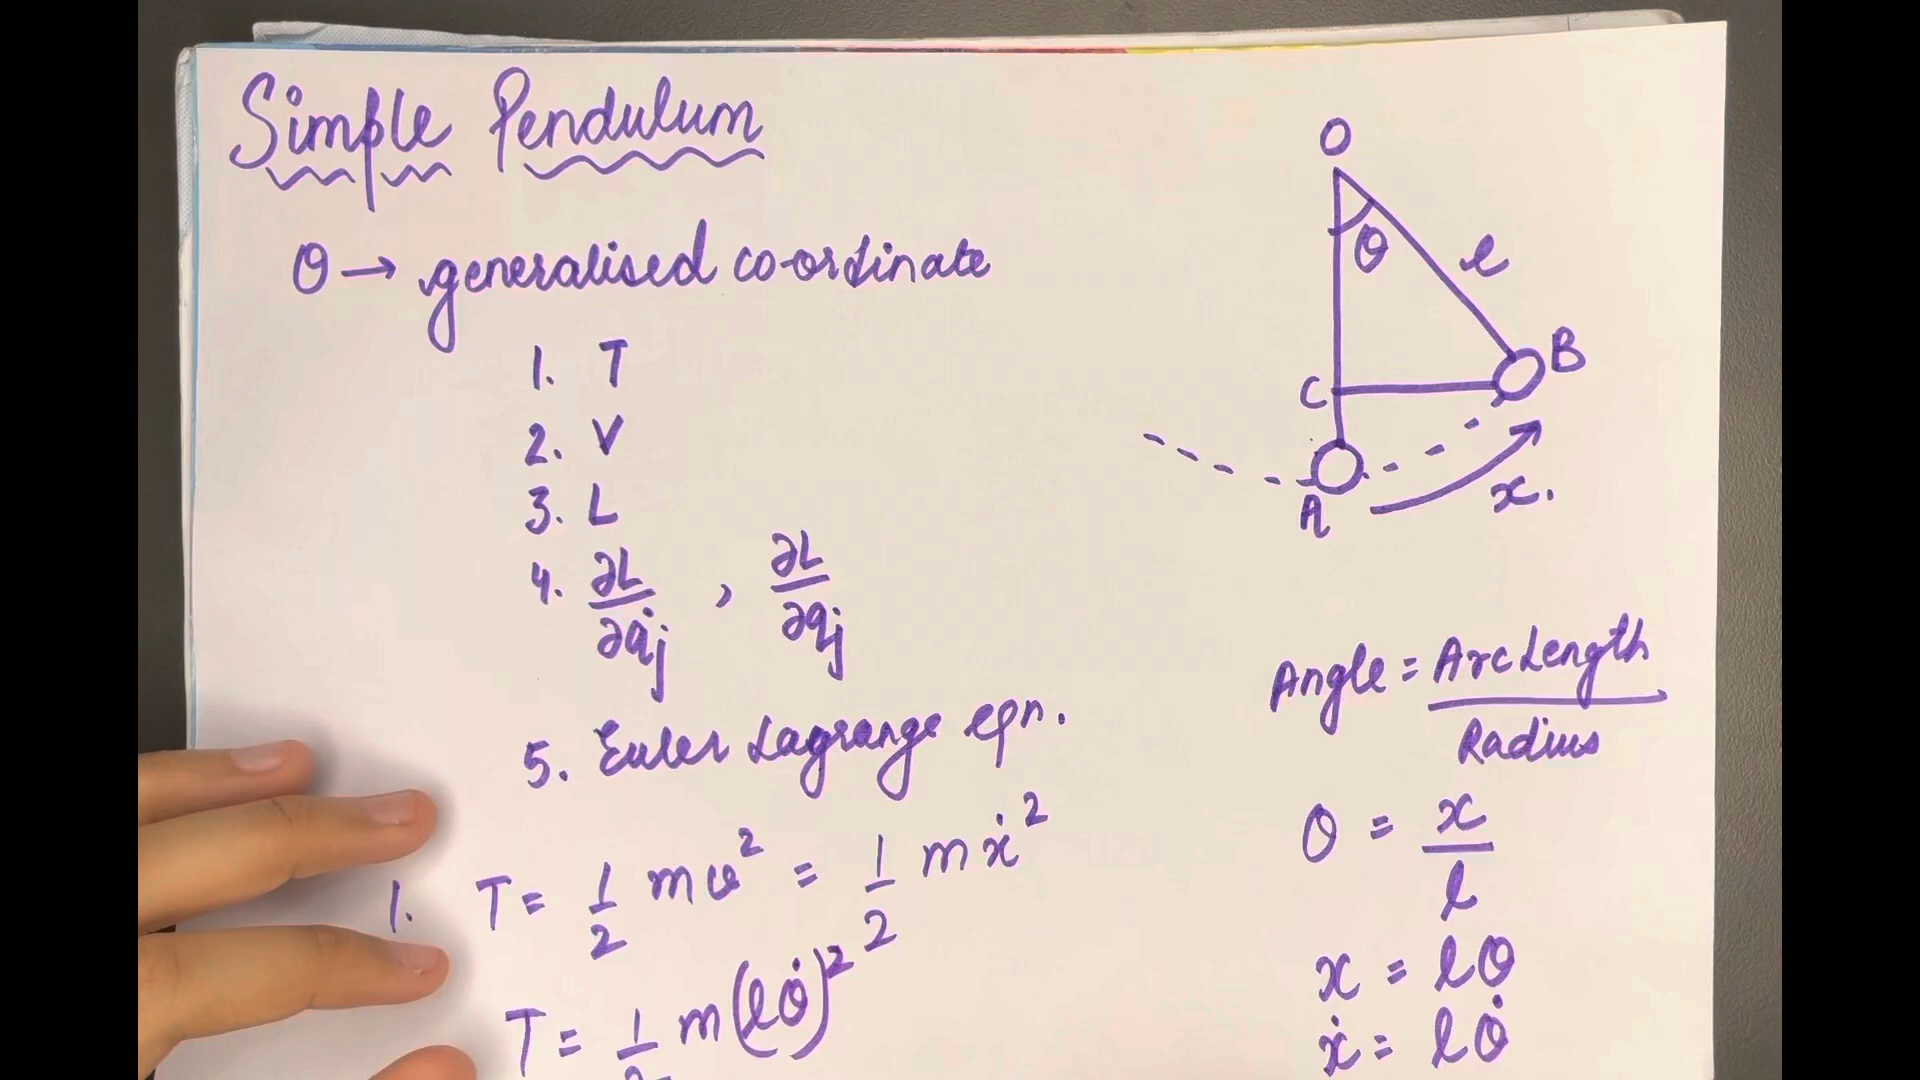 Simple Pendulum
θ → generalised co-ordinate
1. T
2. V
3. L
4. ∂L/∂q̇j , ∂L/∂qj
5. Euler Lagrange eqn.
1. T = 1/2 mv² = 1/2 mẋ²
T = 1/2 m(lθ̇)²
O
θ
l
B
C
A
x.
Angle = Arc Length / Radius
θ = x/l
x = lθ
ẋ = lθ̇